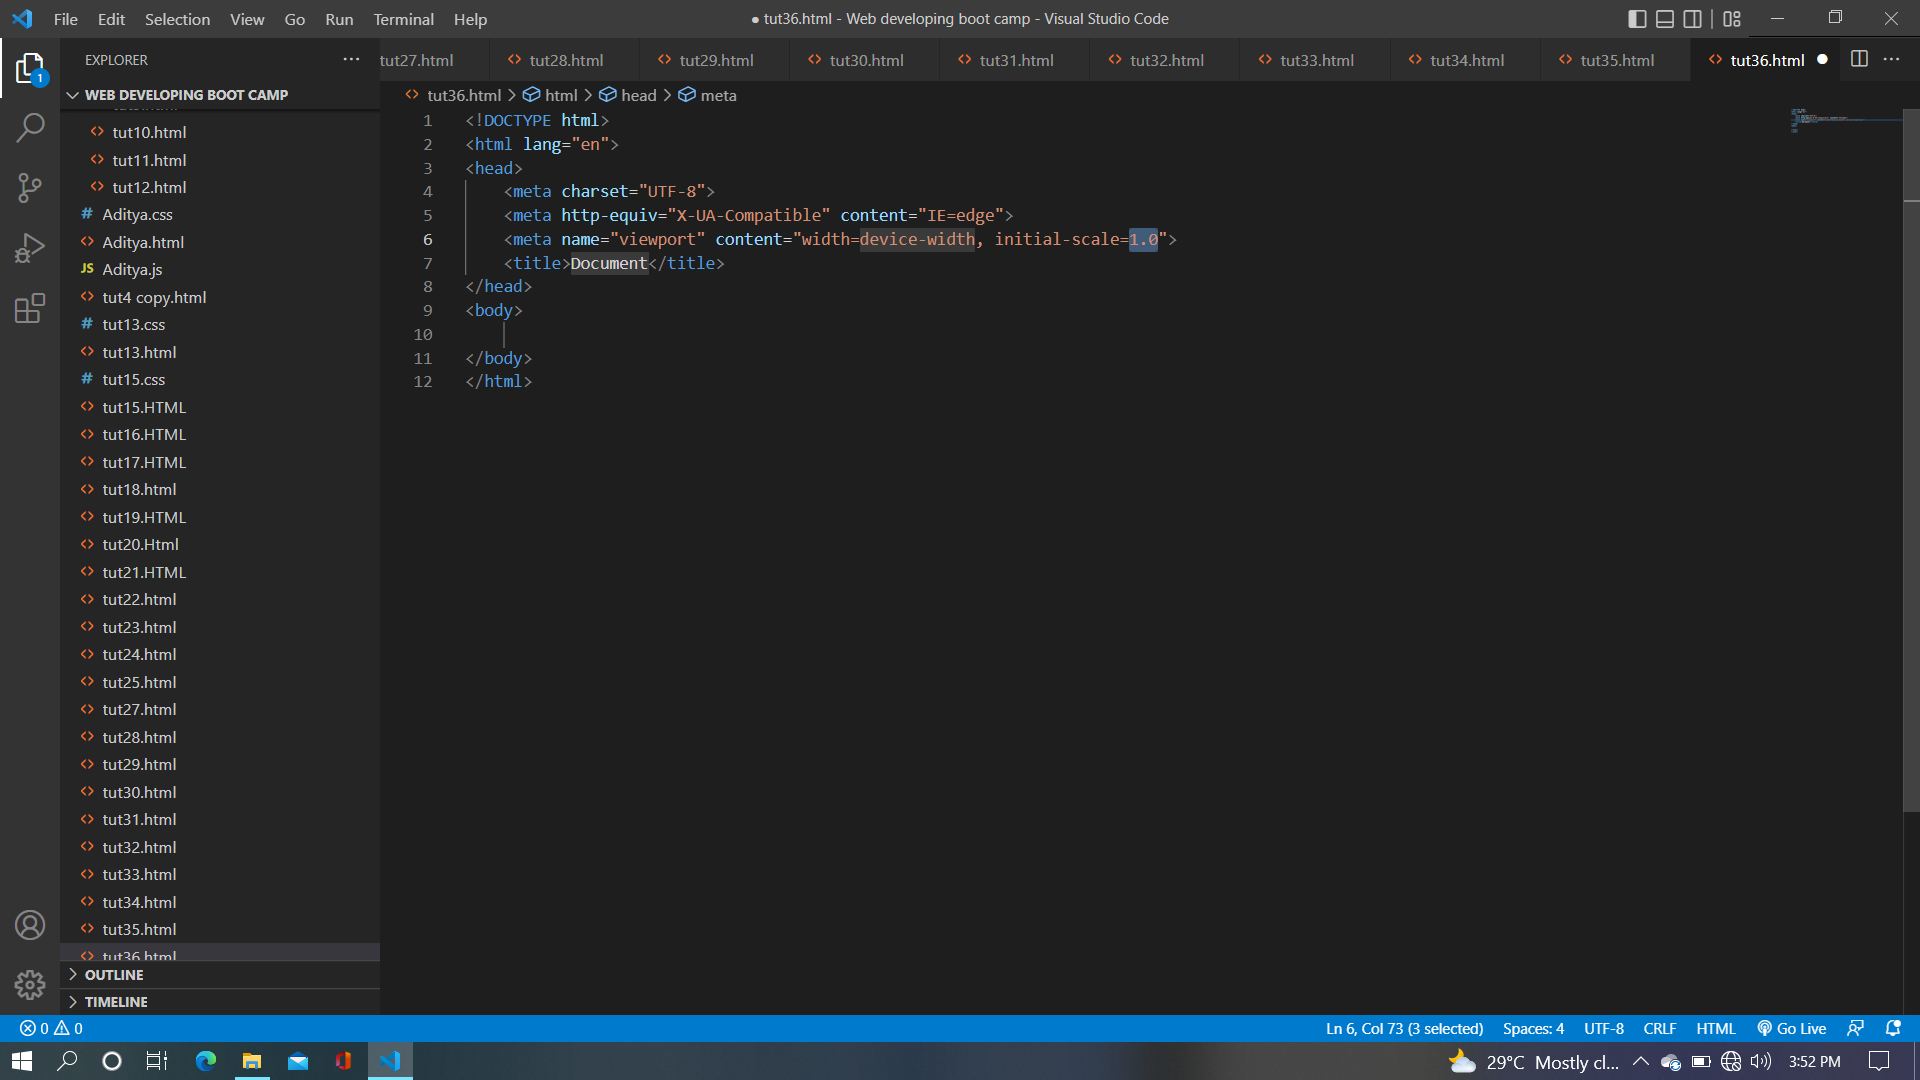 File Edit Selection View Go Run Terminal Help
● tut36.html - Web developing boot camp - Visual Studio Code
EXPLORER
tut27.html
tut28.html
tut29.html
tut30.html
tut31.html
tut32.html
tut33.html
tut34.html
tut35.html
tut36.html
1
WEB DEVELOPING BOOT CAMP
tut36.html > html > head > meta
tut10.html
tut11.html
tut12.html
# Aditya.css
Aditya.html
JS Aditya.js
tut4 copy.html
# tut13.css
tut13.html
# tut15.css
tut15.HTML
tut16.HTML
tut17.HTML
tut18.html
tut19.HTML
tut20.Html
tut21.HTML
tut22.html
tut23.html
tut24.html
tut25.html
tut27.html
tut28.html
tut29.html
tut30.html
tut31.html
tut32.html
tut33.html
tut34.html
tut35.html
tut36.html
OUTLINE
TIMELINE
1 <!DOCTYPE html>
2 <html lang="en">
3 <head>
4 <meta charset="UTF-8">
5 <meta http-equiv="X-UA-Compatible" content="IE=edge">
6 <meta name="viewport" content="width=device-width, initial-scale=1.0">
7 <title>Document</title>
8 </head>
9 <body>
10
11 </body>
12 </html>
0 0
Ln 6, Col 73 (3 selected) Spaces: 4 UTF-8 CRLF HTML Go Live
29°C Mostly cl... 3:52 PM